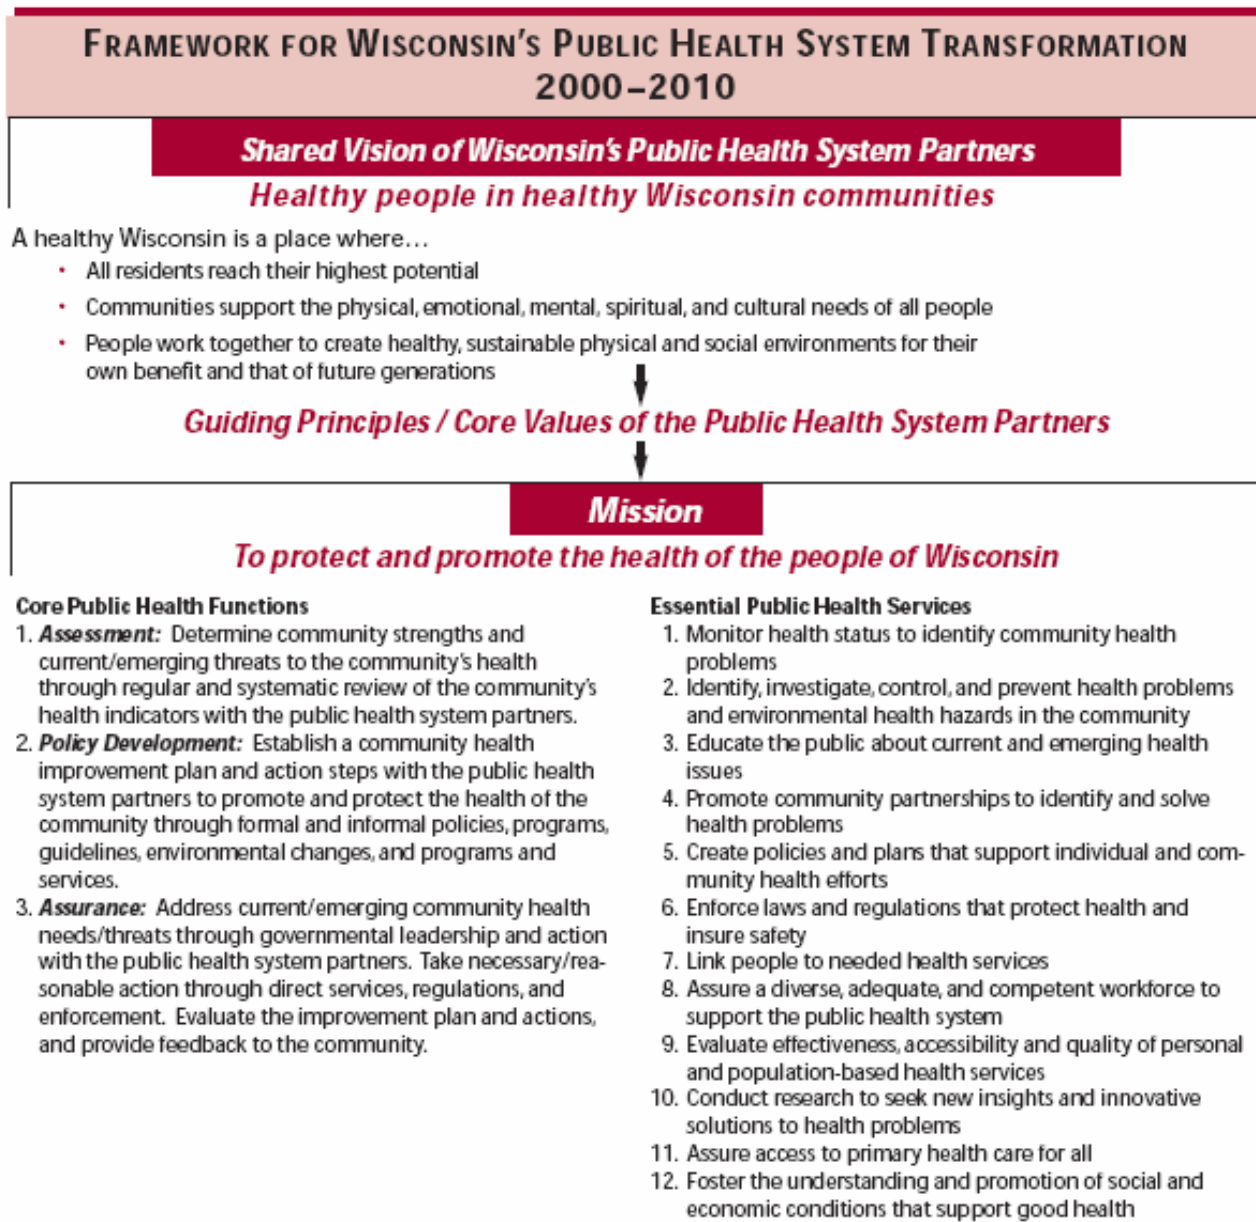 FRAMEWORK FOR WISCONSIN'S PUBLIC HEALTH SYSTEM TRANSFORMATION
2000–2010
Shared Vision of Wisconsin's Public Health System Partners
Healthy people in healthy Wisconsin communities
A healthy Wisconsin is a place where…
• All residents reach their highest potential
• Communities support the physical, emotional, mental, spiritual, and cultural needs of all people
• People work together to create healthy, sustainable physical and social environments for their
own benefit and that of future generations
Guiding Principles / Core Values of the Public Health System Partners
Mission
To protect and promote the health of the people of Wisconsin
Core Public Health Functions
1. Assessment: Determine community strengths and
current/emerging threats to the community's health
through regular and systematic review of the community's
health indicators with the public health system partners.
2. Policy Development: Establish a community health
improvement plan and action steps with the public health
system partners to promote and protect the health of the
community through formal and informal policies, programs,
guidelines, environmental changes, and programs and
services.
3. Assurance: Address current/emerging community health
needs/threats through governmental leadership and action
with the public health system partners. Take necessary/rea-
sonable action through direct services, regulations, and
enforcement. Evaluate the improvement plan and actions,
and provide feedback to the community.
Essential Public Health Services
1. Monitor health status to identify community health
problems
2. Identify, investigate, control, and prevent health problems
and environmental health hazards in the community
3. Educate the public about current and emerging health
issues
4. Promote community partnerships to identify and solve
health problems
5. Create policies and plans that support individual and com-
munity health efforts
6. Enforce laws and regulations that protect health and
insure safety
7. Link people to needed health services
8. Assure a diverse, adequate, and competent workforce to
support the public health system
9. Evaluate effectiveness, accessibility and quality of personal
and population-based health services
10. Conduct research to seek new insights and innovative
solutions to health problems
11. Assure access to primary health care for all
12. Foster the understanding and promotion of social and
economic conditions that support good health